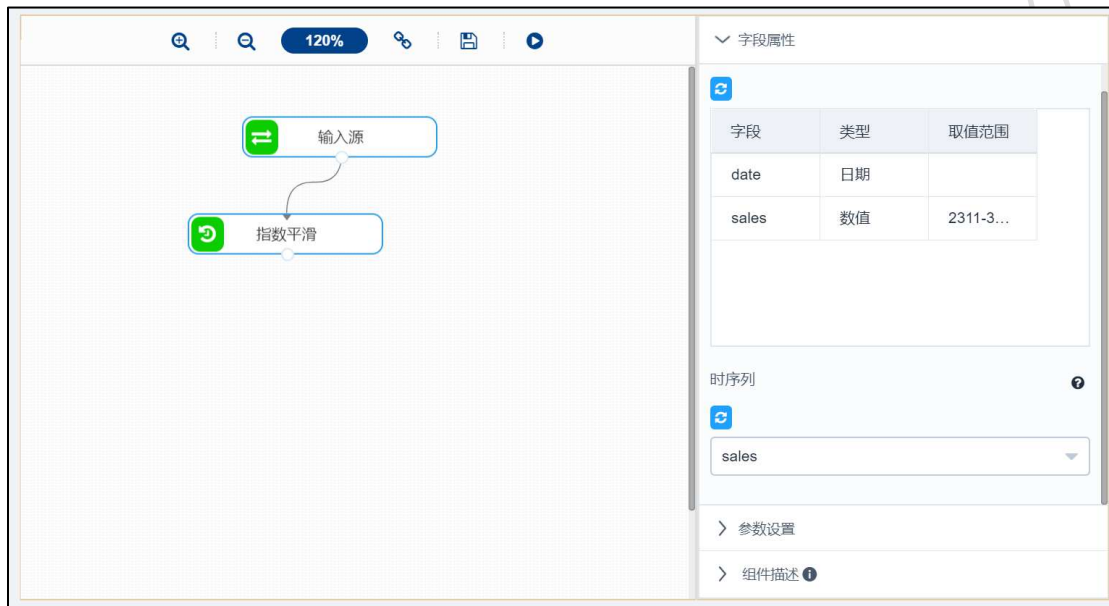 120%
字段属性
输入源
指数平滑
字段 类型 取值范围
date 日期
sales 数值 2311-3...
时序列
sales
参数设置
组件描述